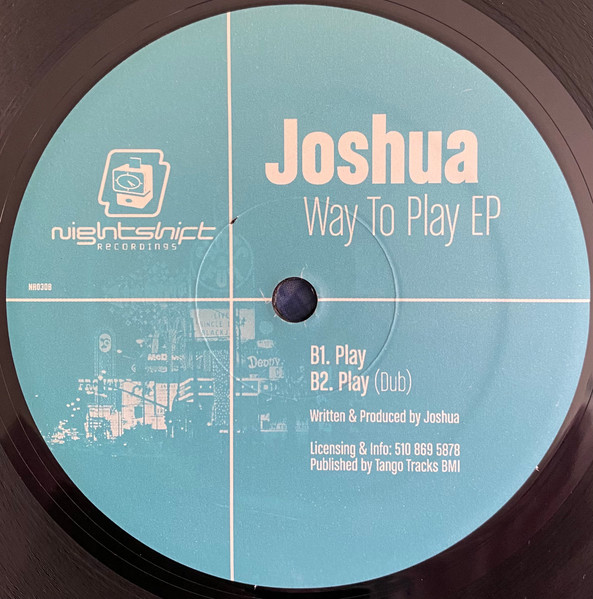 Joshua
Way To Play EP
nightshift
RECORDINGS
B1. Play
B2. Play (Dub)
Written & Produced by Joshua
Licensing & Info: 510 869 5878
Published by Tango Tracks BMI